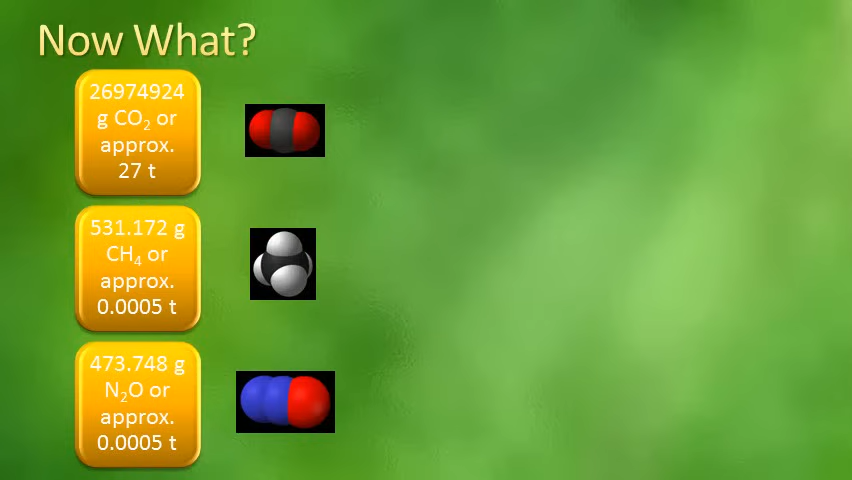 Now What?
26974924
g CO₂ or
approx.
27 t
531.172 g
CH₄ or
approx.
0.0005 t
473.748 g
N₂O or
approx.
0.0005 t